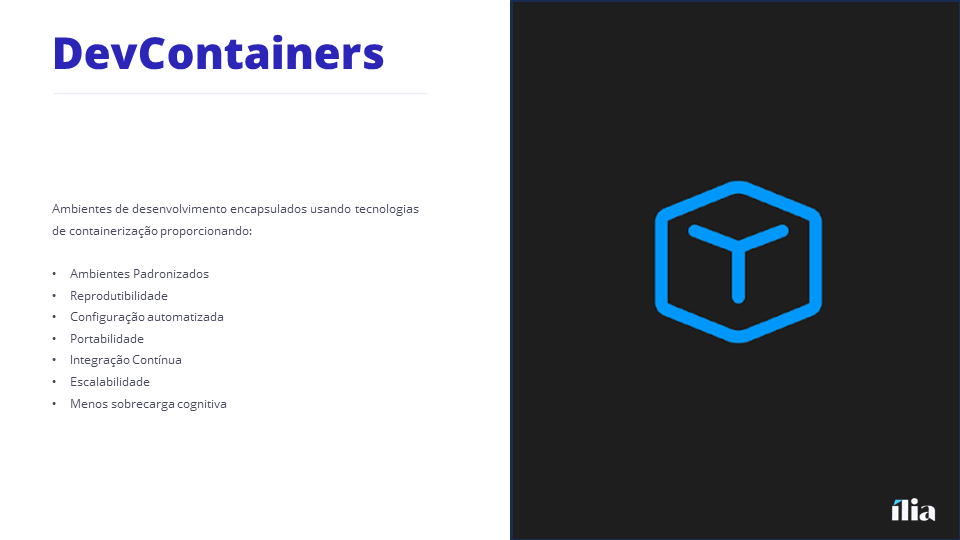 DevContainers
Ambientes de desenvolvimento encapsulados usando tecnologias
de containerização proporcionando:
• Ambientes Padronizados
• Reprodutibilidade
• Configuração automatizada
• Portabilidade
• Integração Contínua
• Escalabilidade
• Menos sobrecarga cognitiva
ília